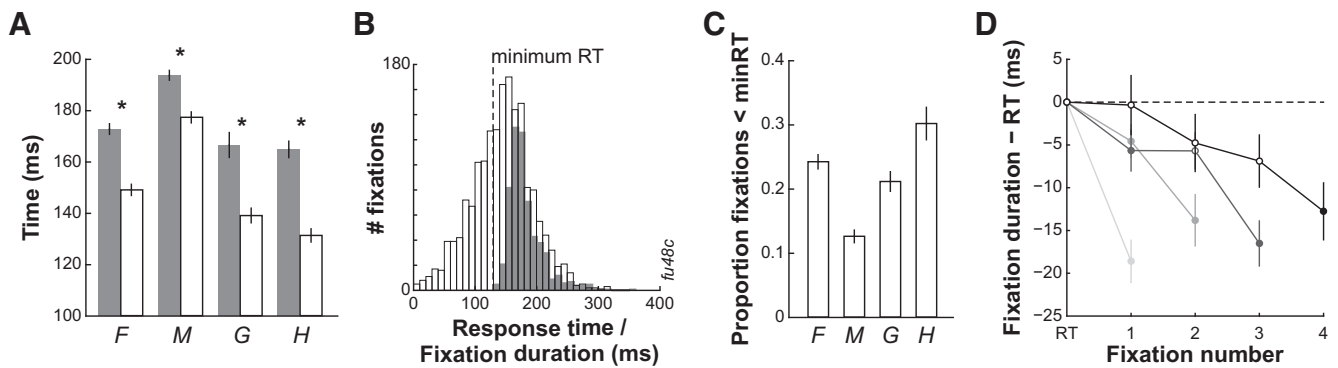 A
Time (ms)
200
180
160
140
120
100
*
*
*
*
F M G H
B
# fixations
180
0
minimum RT
fu48c
0 100 200 300 400
Response time /
Fixation duration (ms)
C
Proportion fixations < minRT
0.4
0.3
0.2
0.1
0
F M G H
D
Fixation duration − RT (ms)
5
0
−5
−10
−15
−20
−25
RT 1 2 3 4
Fixation number